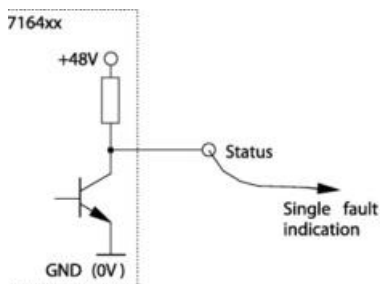 7164xx
+48V
Status
Single fault
indication
GND (0V)